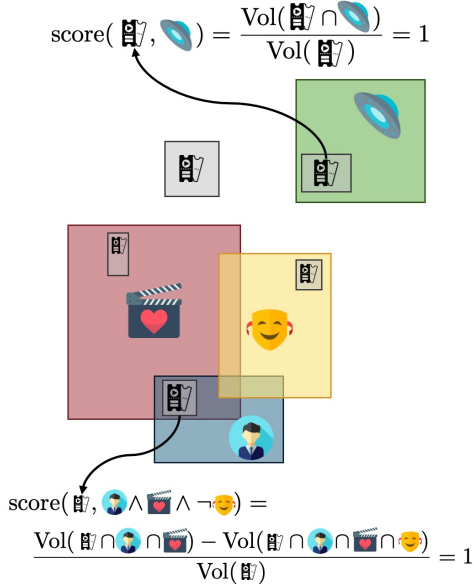 score(🎟, 🛸) = Vol(🎟 ∩ 🛸) / Vol(🎟) = 1
score(🎟, 👨‍💼 ∧ 🎬 ∧ ¬🎭) =
Vol(🎟 ∩ 👨‍💼 ∩ 🎬) − Vol(🎟 ∩ 👨‍💼 ∩ 🎬 ∩ 🎭) / Vol(🎟) = 1